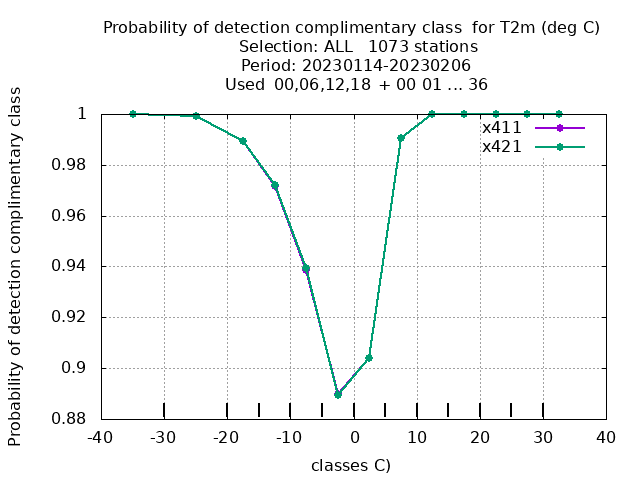 Probability of detection complimentary class for T2m (deg C)
Selection: ALL 1073 stations
Period: 20230114-20230206
Used 00,06,12,18 + 00 01 ... 36
Probability of detection complimentary class
1
0.98
0.96
0.94
0.92
0.9
0.88
x411
x421
-40 -30 -20 -10 0 10 20 30 40
classes C)